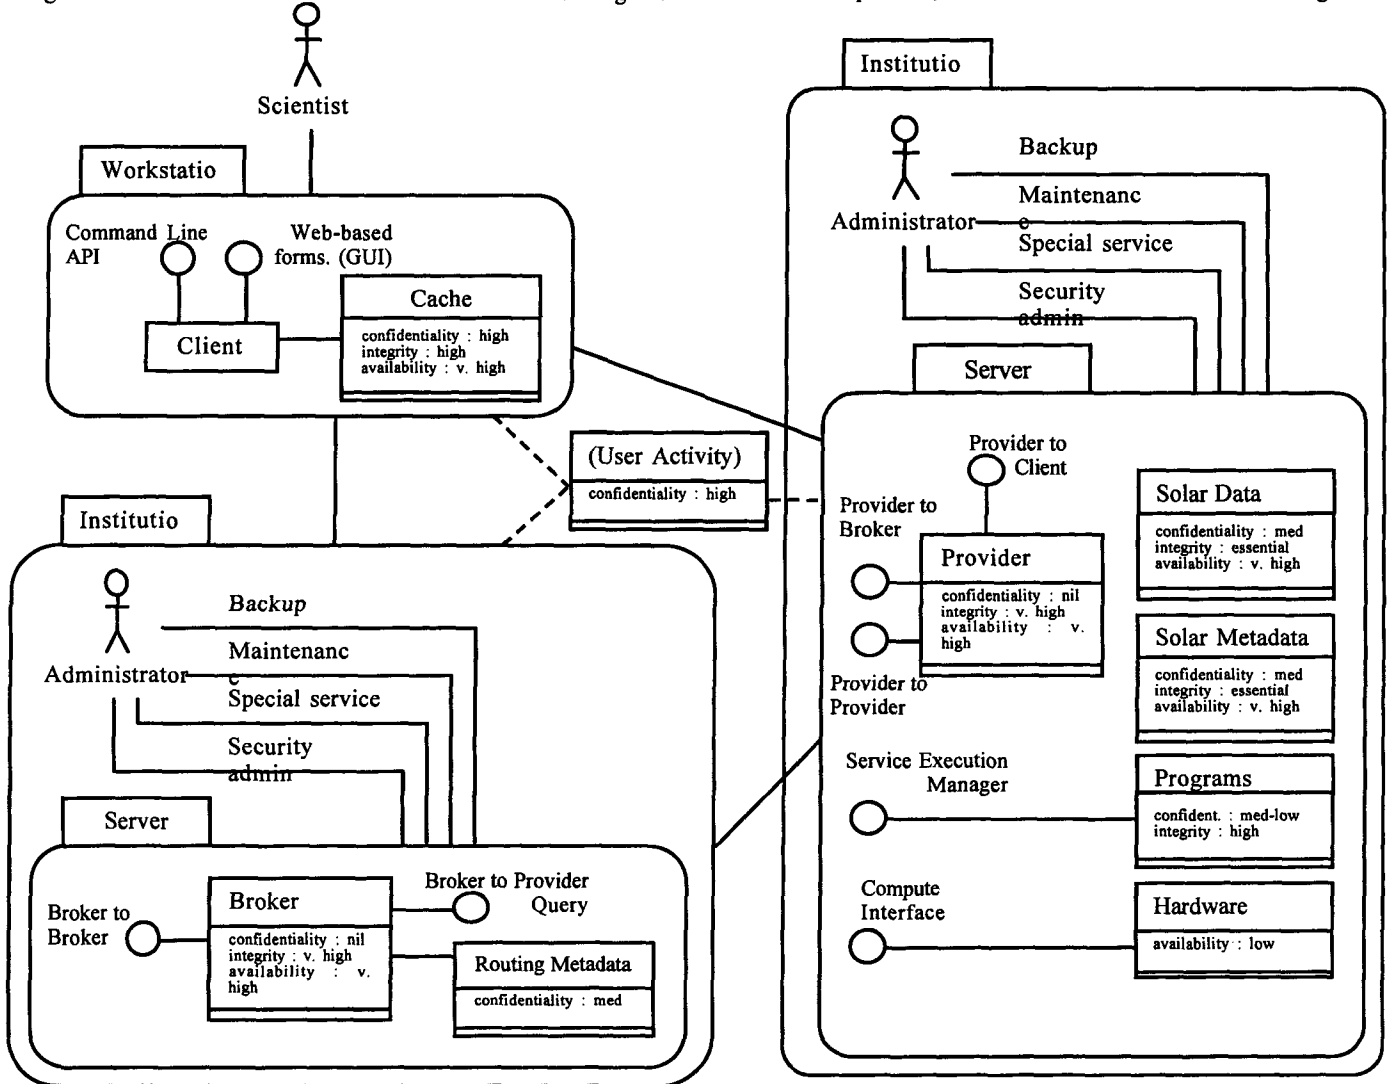 Scientist
Workstatio
Command Line
API
Web-based
forms. (GUI)
Client
Cache
confidentiality : high
integrity : high
availability : v. high
(User Activity)
confidentiality : high
Institutio
Administrator
Backup
Maintenanc
e
Special service
Security
admin
Server
Broker to
Broker
Broker
confidentiality : nil
integrity : v. high
availability : v.
high
Broker to Provider
Query
Routing Metadata
confidentiality : med
Institutio
Administrator
Backup
Maintenanc
e
Special service
Security
admin
Server
Provider to
Client
Provider to
Broker
Provider
confidentiality : nil
integrity : v. high
availability : v.
high
Provider to
Provider
Solar Data
confidentiality : med
integrity : essential
availability : v. high
Solar Metadata
confidentiality : med
integrity : essential
availability : v. high
Service Execution
Manager
Programs
confident. : med-low
integrity : high
Compute
Interface
Hardware
availability : low